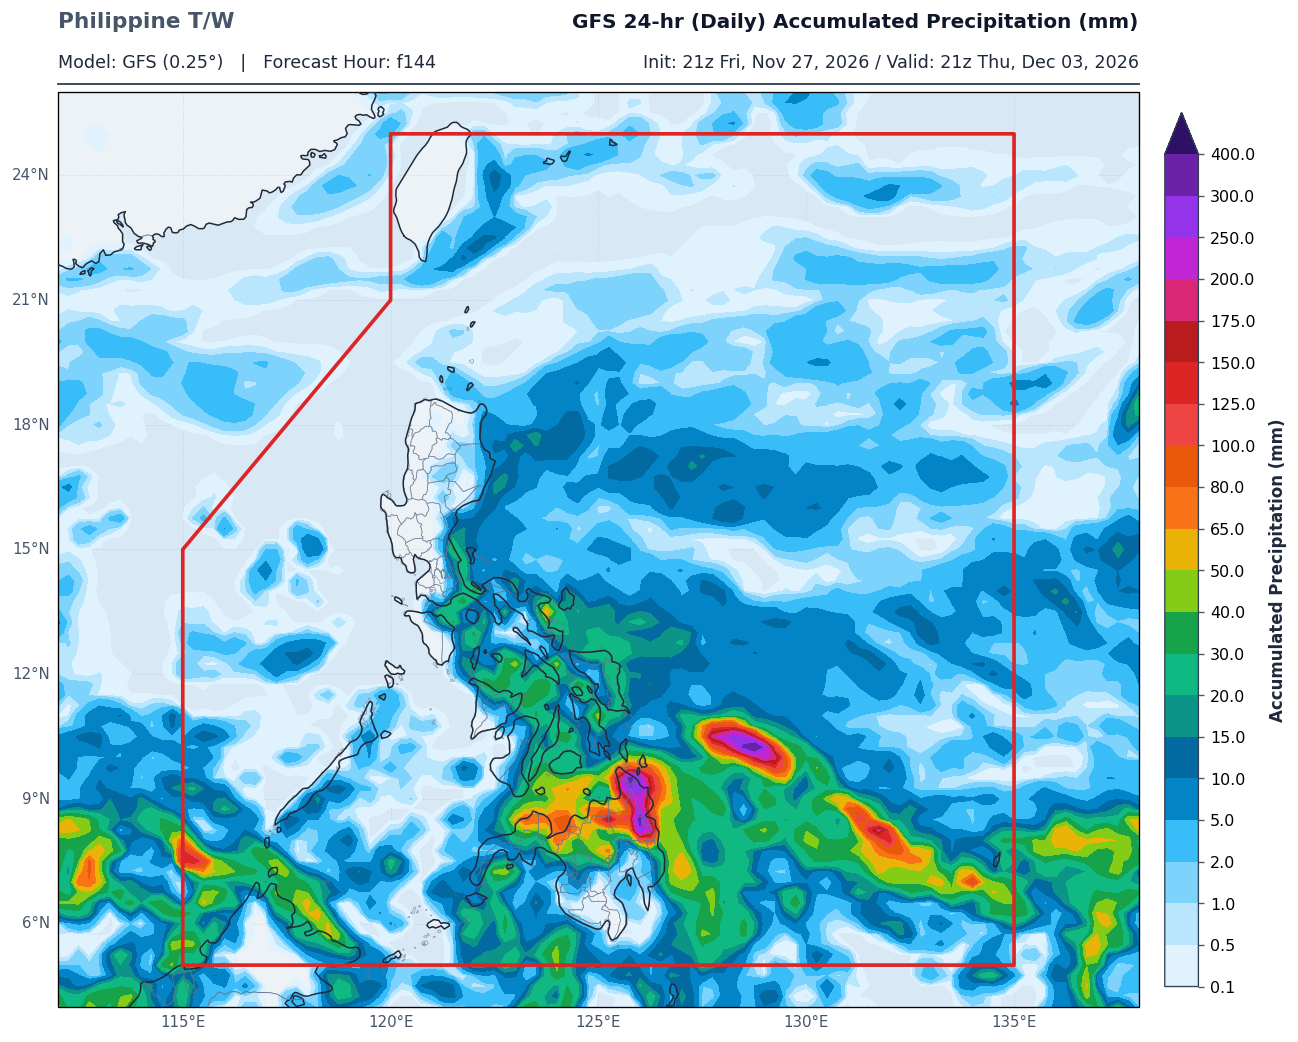 Philippine T/W
GFS 24-hr (Daily) Accumulated Precipitation (mm)
Model: GFS (0.25°) | Forecast Hour: f144
Init: 21z Fri, Nov 27, 2026 / Valid: 21z Thu, Dec 03, 2026
24°N
21°N
18°N
15°N
12°N
9°N
6°N
115°E
120°E
125°E
130°E
135°E
400.0
300.0
250.0
200.0
175.0
150.0
125.0
100.0
80.0
65.0
50.0
40.0
30.0
20.0
15.0
10.0
5.0
2.0
1.0
0.5
0.1
Accumulated Precipitation (mm)